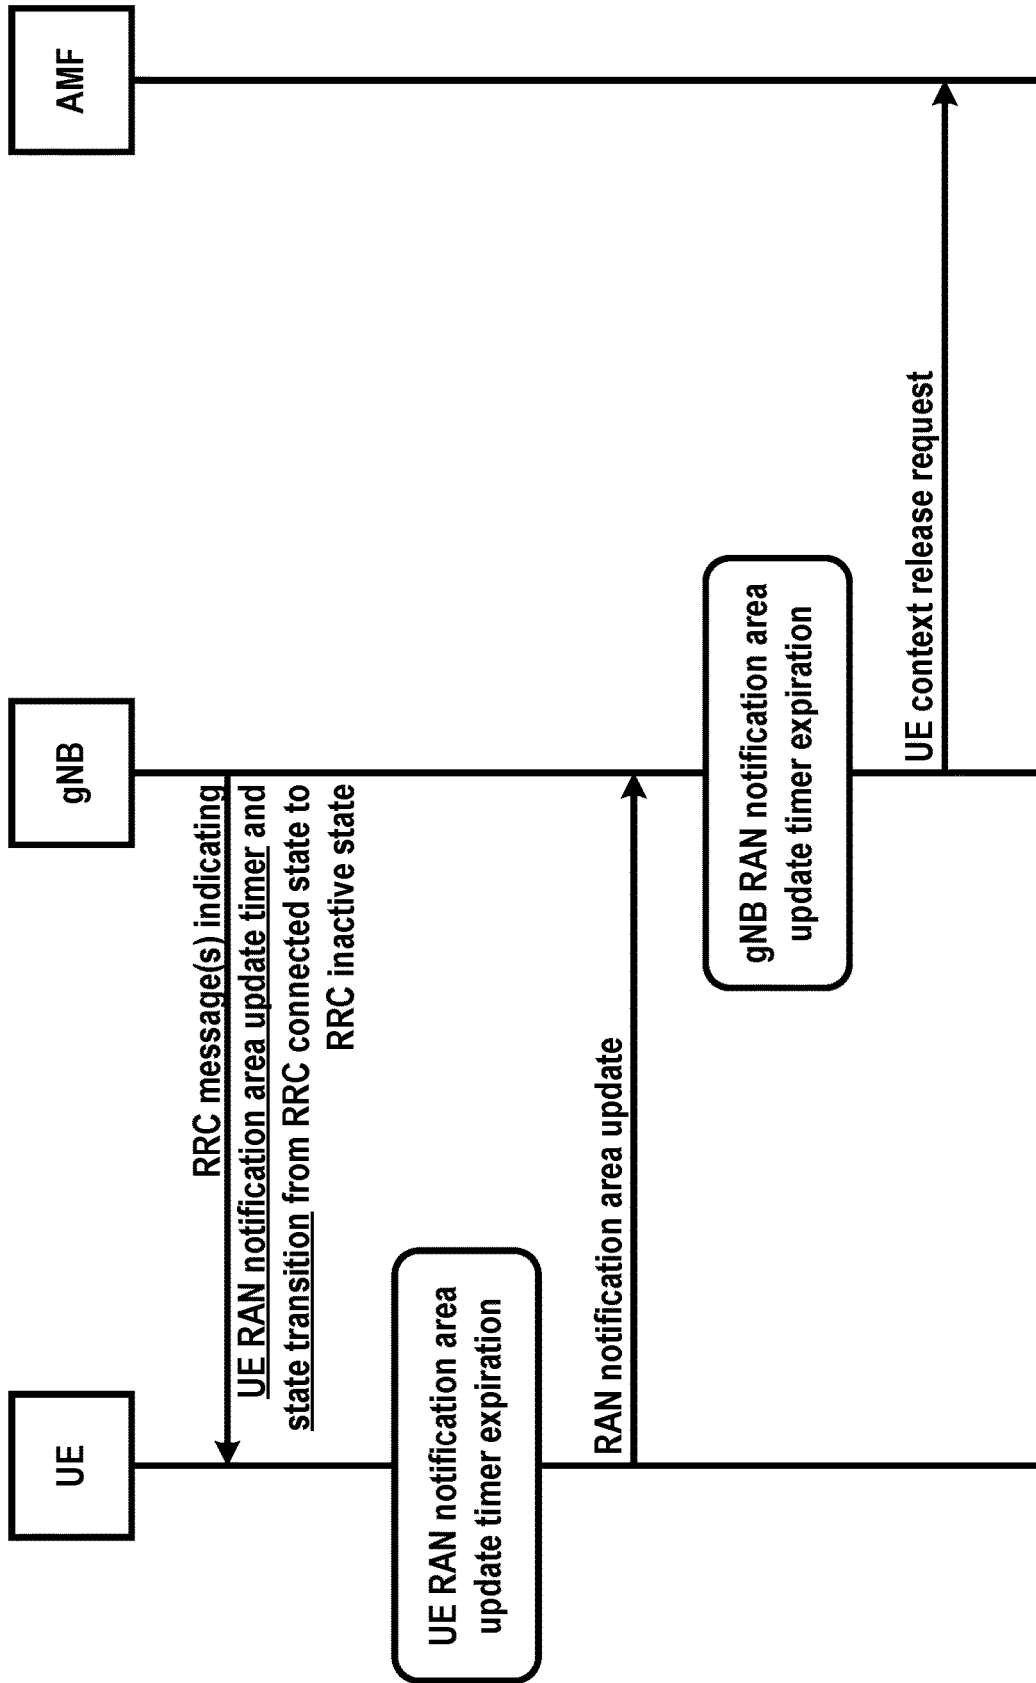 UE
gNB
AMF
RRC message(s) indicating
UE RAN notification area update timer and
state transition from RRC connected state to
RRC inactive state
UE RAN notification area
update timer expiration
RAN notification area update
gNB RAN notification area
update timer expiration
UE context release request